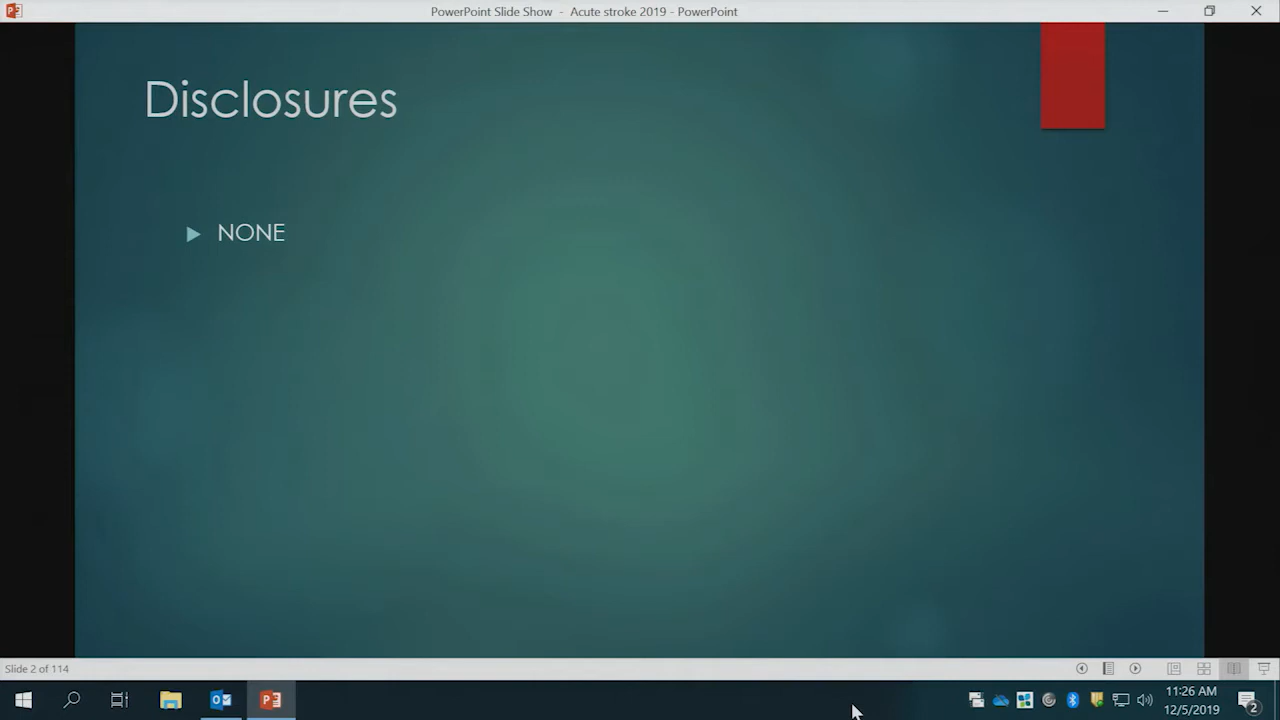 PowerPoint Slide Show - Acute stroke 2019 - PowerPoint
Disclosures
NONE
Slide 2 of 114
11:26 AM
12/5/2019
2